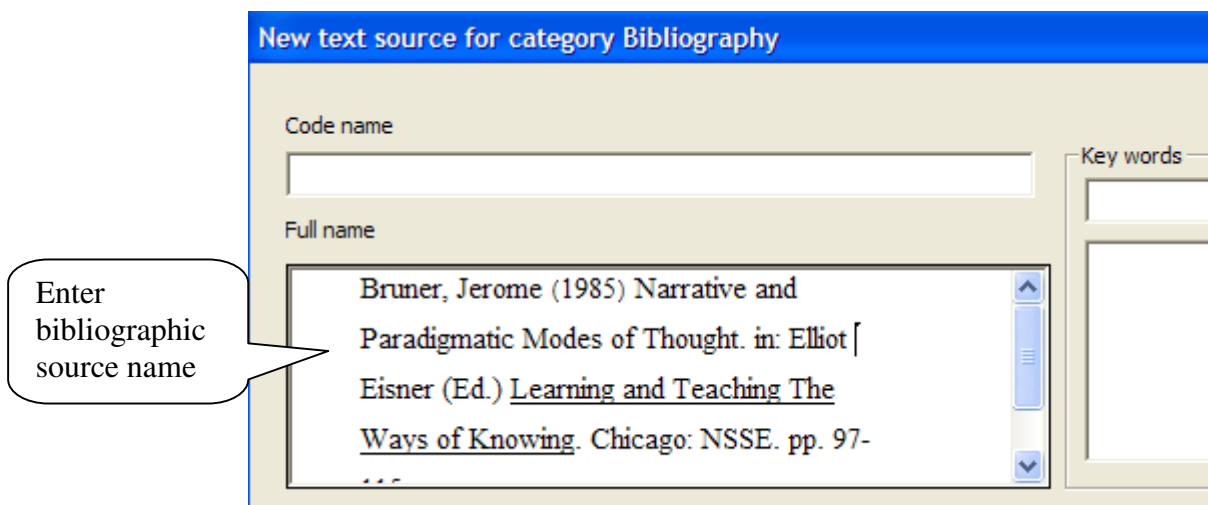 New text source for category Bibliography
Code name
Key words
Full name
Enter
bibliographic
source name
Bruner, Jerome (1985) Narrative and
Paradigmatic Modes of Thought. in: Elliot
Eisner (Ed.) Learning and Teaching The
Ways of Knowing. Chicago: NSSE. pp. 97-